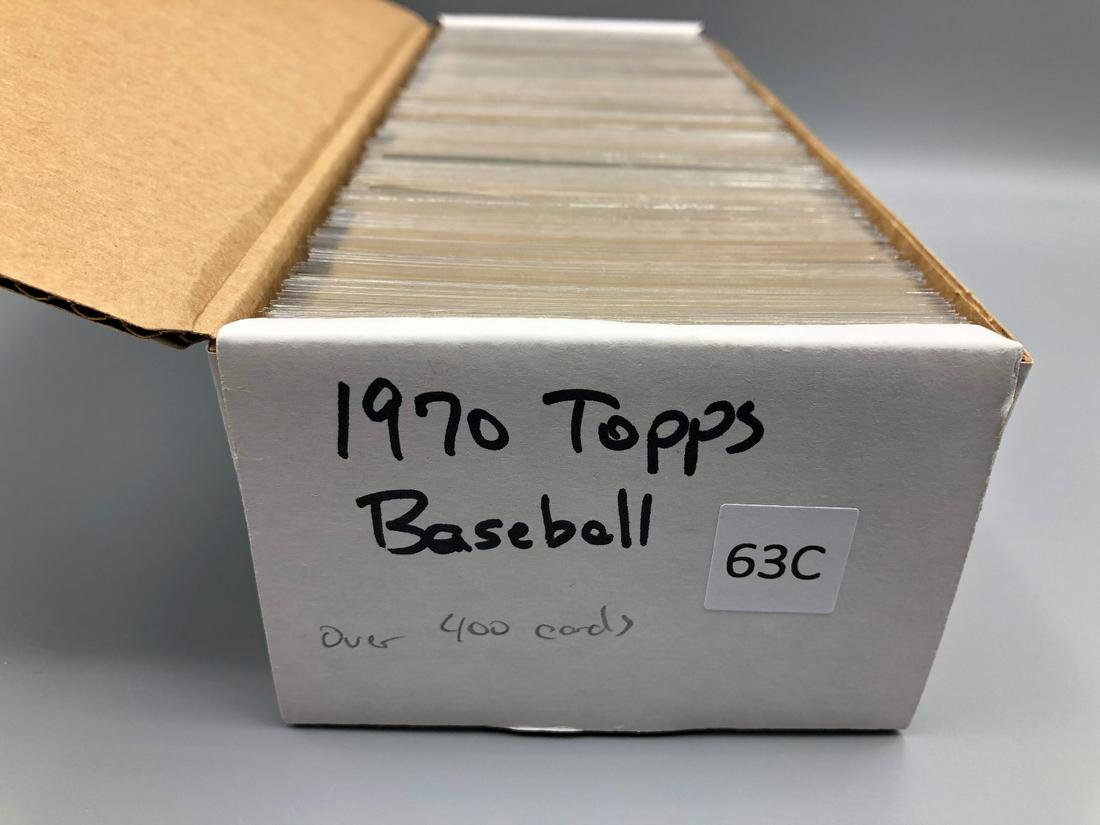 1970 Topps
Baseball
63C
Over 400 cards